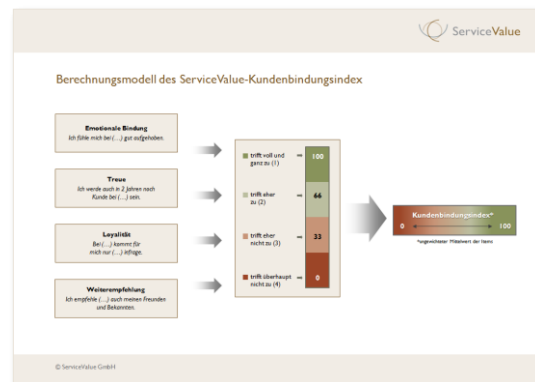 ServiceValue
Berechnungsmodell des ServiceValue-Kundenbindungsindex
Emotionale Bindung
Ich fühle mich bei (...) gut aufgehoben.
Treue
Ich werde auch in 2 Jahren noch
Kunde bei (...) sein.
Loyalität
Bei (...) kommt für
mich nur (...) infrage.
Weiterempfehlung
Ich empfehle (...) auch meinen Freunden
und Bekannten.
trifft voll und
ganz zu (1)
100
trifft eher
zu (2)
66
trifft eher
nicht zu (3)
33
trifft überhaupt
nicht zu (4)
0
Kundenbindungsindex*
0 100
*ungewichteter Mittelwert der Items
© ServiceValue GmbH